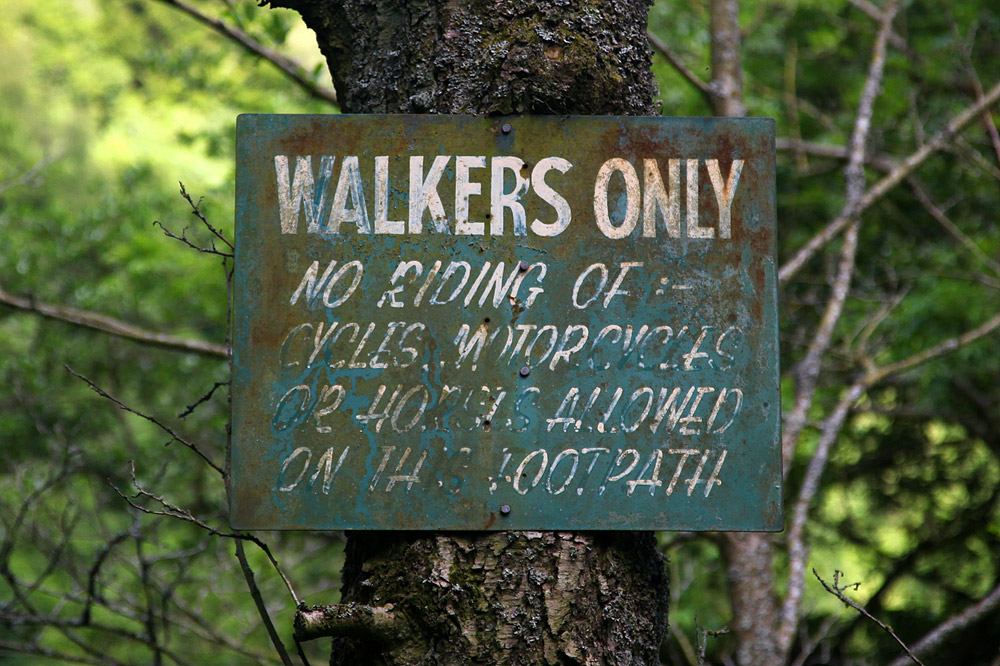 WALKERS ONLY
NO RIDING OF :-
CYCLES, MOTORCYCLES
OR HORSES ALLOWED
ON THIS FOOTPATH